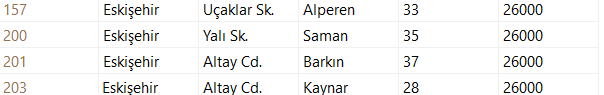 157 Eskişehir Uçaklar Sk. Alperen 33 26000
200 Eskişehir Yalı Sk. Saman 35 26000
201 Eskişehir Altay Cd. Barkın 37 26000
203 Eskişehir Altay Cd. Kaynar 28 26000